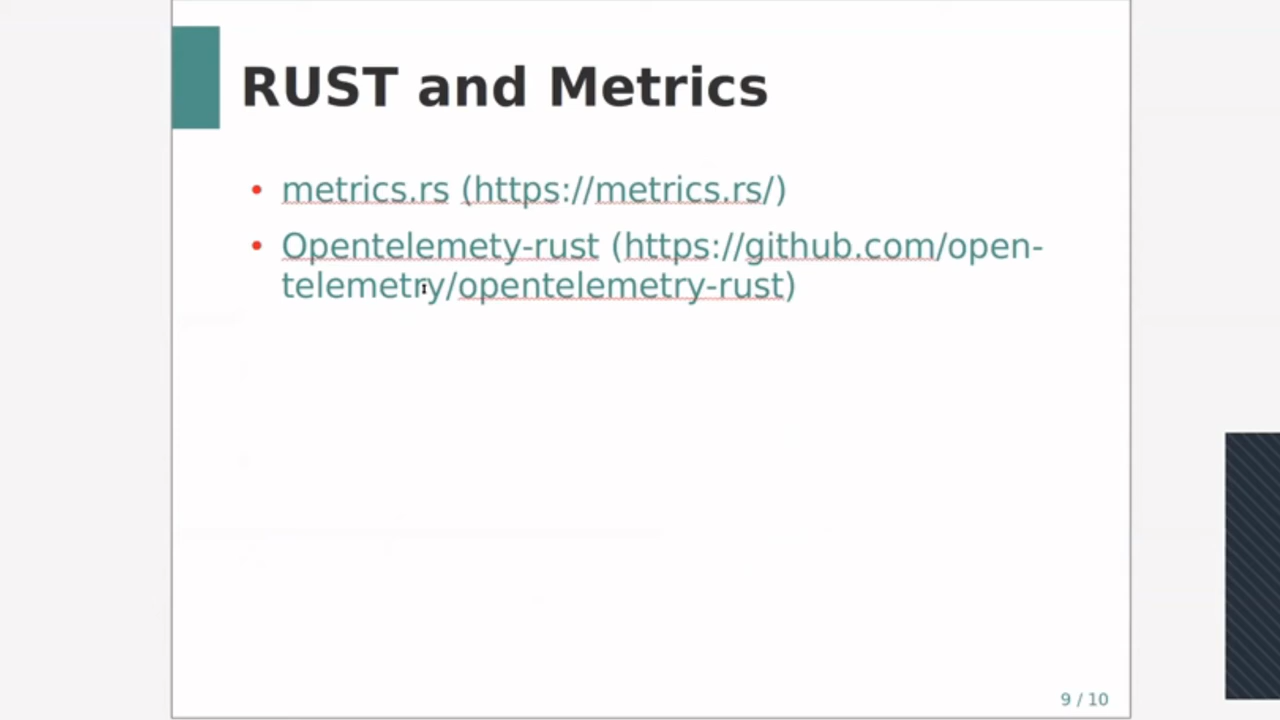 RUST and Metrics
• metrics.rs (https://metrics.rs/)
• Opentelemety-rust (https://github.com/open-
telemetry/opentelemetry-rust)
9 / 10